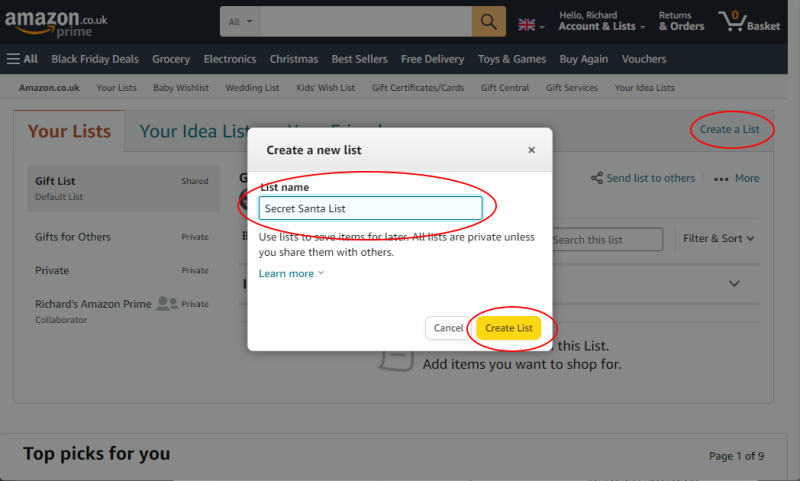 amazon.co.uk
prime
All
Hello, Richard
Account & Lists
Returns
& Orders
0
Basket
All Black Friday Deals Grocery Electronics Christmas Best Sellers Free Delivery Toys & Games Buy Again Vouchers
Amazon.co.uk Your Lists Baby Wishlist Wedding List Kids' Wish List Gift Certificates/Cards Gift Central Gift Services Your Idea Lists
Your Lists Your Idea List
Create a List
Create a new list ×
Gift List Shared
Default List
Send list to others More
List name
Secret Santa List
Gifts for Others Private
Use lists to save items for later. All lists are private unless
you share them with others.
Search this list Filter & Sort
Private Private
Learn more
Richard's Amazon Prime Private
Collaborator
Cancel Create List
this List.
Add items you want to shop for.
Top picks for you Page 1 of 9